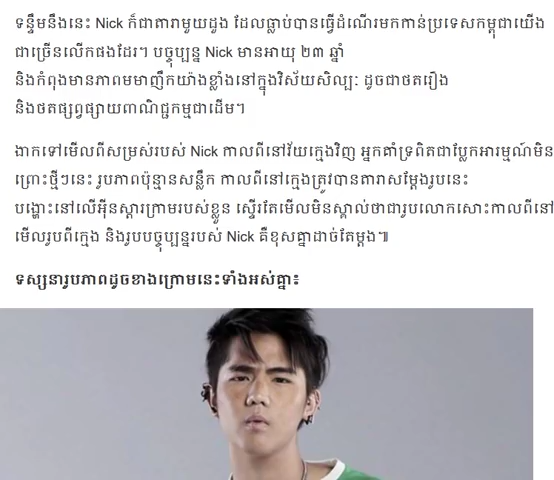 ទន្ទឹមនឹងនេះ Nick ក៏ជាតារាមួយដួង ដែលធ្លាប់បានធ្វើដំណើរមកកាន់ប្រទេសកម្ពុជាយើង
ជាច្រើនលើកផងដែរ។ បច្ចុប្បន្ន Nick មានអាយុ ២៣ ឆ្នាំ
និងកំពុងមានភាពមមាញឹកយ៉ាងខ្លាំងនៅក្នុងវិស័យសិល្បៈ ដូចជាថតរឿង
និងថតផ្សព្វផ្សាយពាណិជ្ជកម្មជាដើម។
ងាកទៅមើលពីសម្រស់របស់ Nick កាលពីនៅវ័យក្មេងវិញ អ្នកគាំទ្រពិតជាប្លែកអារម្មណ៍មិន
ព្រោះថ្មីៗនេះ រូបភាពប៉ុន្មានសន្លឹក កាលពីនៅក្មេងត្រូវបានតារាសម្ដែងរូបនេះ
បង្ហោះនៅលើអ៊ីនស្តារក្រាមរបស់ខ្លួន ស្ទើរតែមើលមិនស្គាល់ថាជារូបលោកសោះកាលពីនៅ
មើលរូបពីក្មេង និងរូបបច្ចុប្បន្នរបស់ Nick គឺខុសគ្នាដាច់តែម្តង៕
ទស្សនារូបភាពដូចខាងក្រោមនេះទាំងអស់គ្នា៖